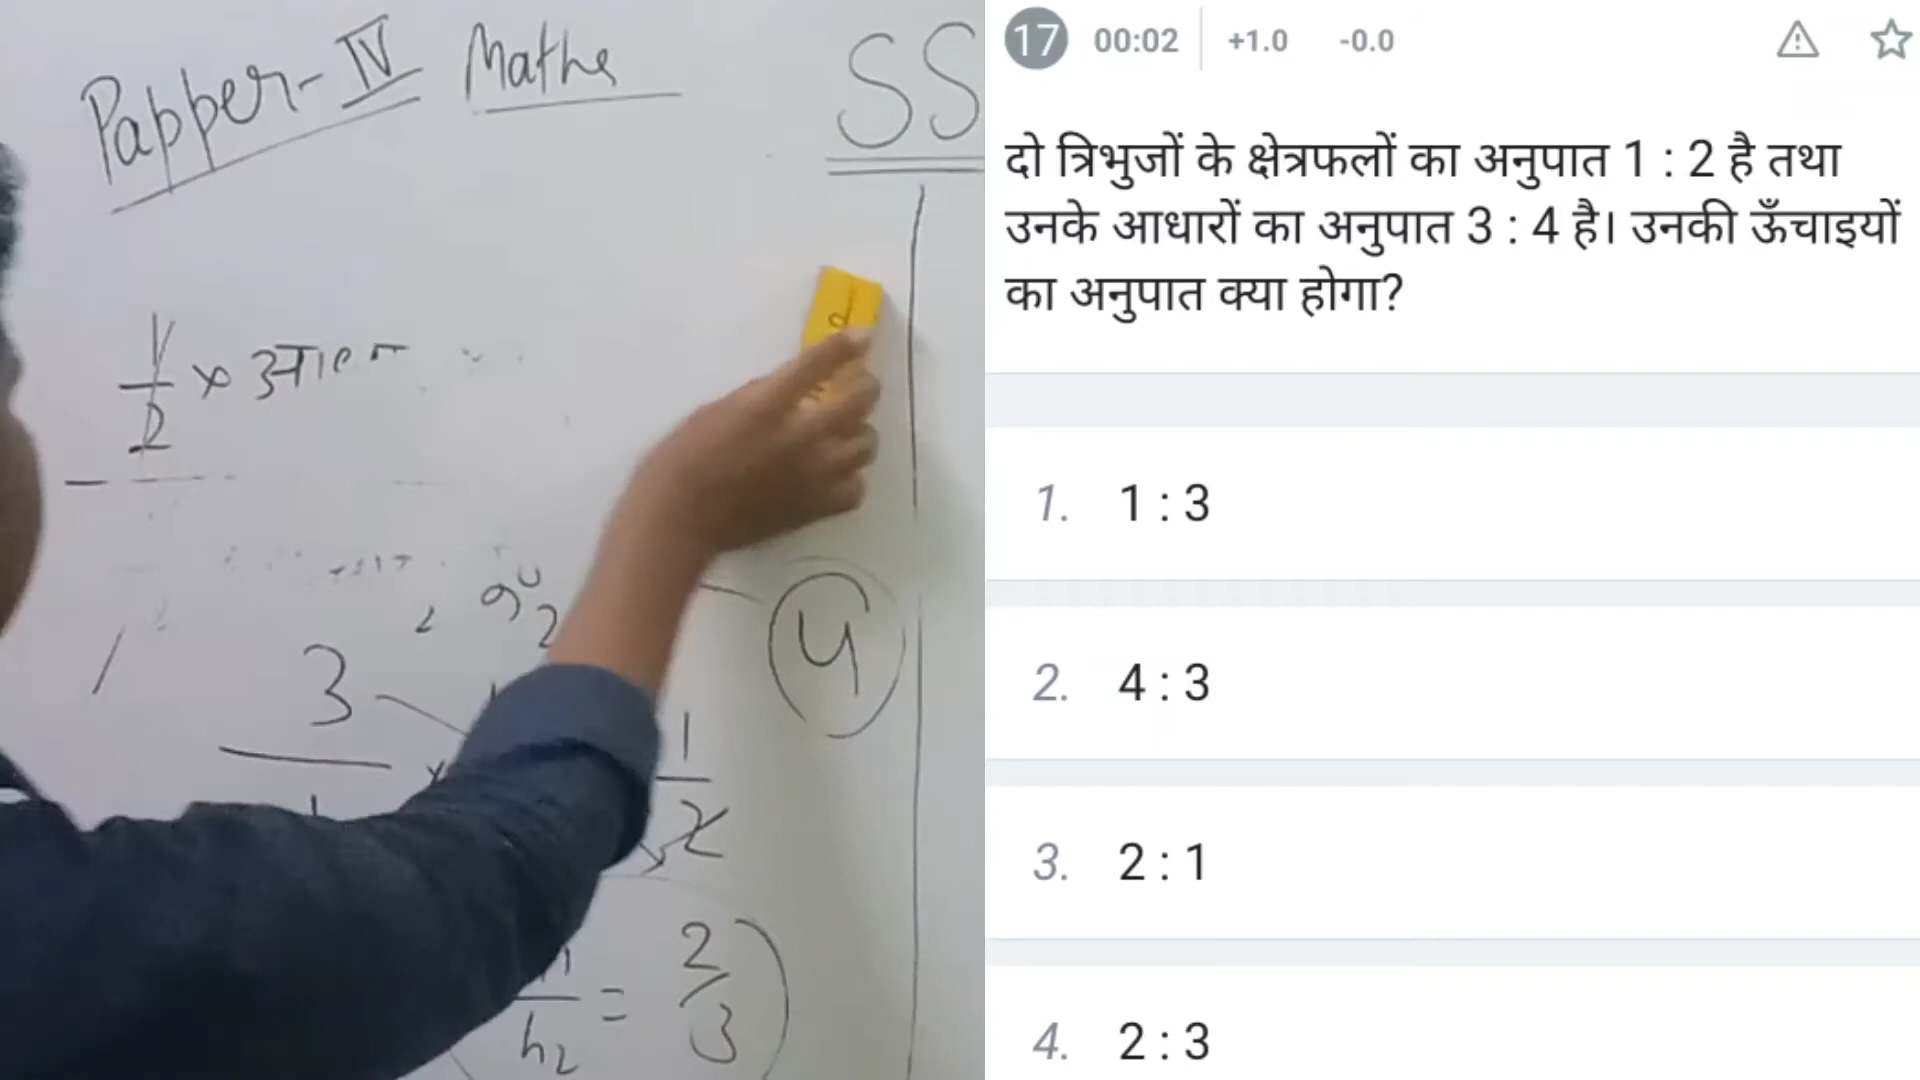 Papper- IV Maths
SS
1/2 ×
3
4
1
2
h2 = 2/3
17 00:02 +1.0 -0.0
दो त्रिभुजों के क्षेत्रफलों का अनुपात 1 : 2 है तथा
उनके आधारों का अनुपात 3 : 4 है। उनकी ऊँचाइयों
का अनुपात क्या होगा?
1. 1 : 3
2. 4 : 3
3. 2 : 1
4. 2 : 3